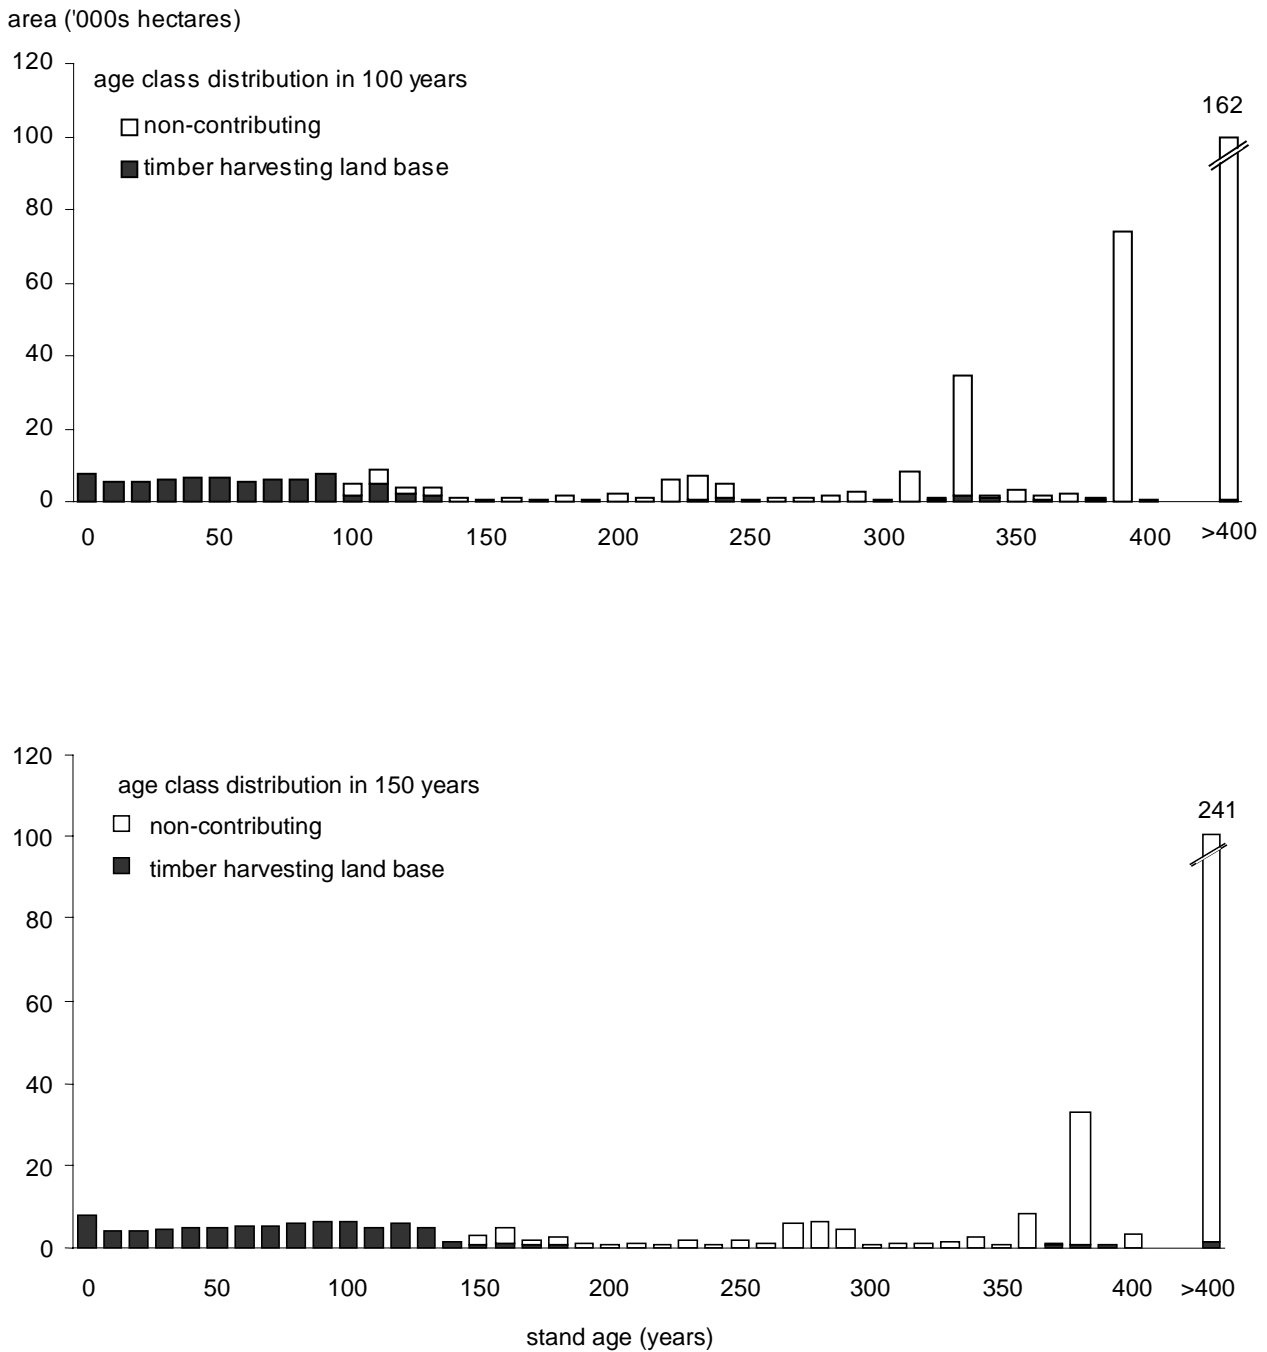 area ('000s hectares)
120
age class distribution in 100 years
162
non-contributing
100
timber harvesting land base
80
60
40
20
0
0 50 100 150 200 250 300 350 400 >400
120
age class distribution in 150 years
241
non-contributing
100
timber harvesting land base
80
60
40
20
0
0 50 100 150 200 250 300 350 400 >400
stand age (years)